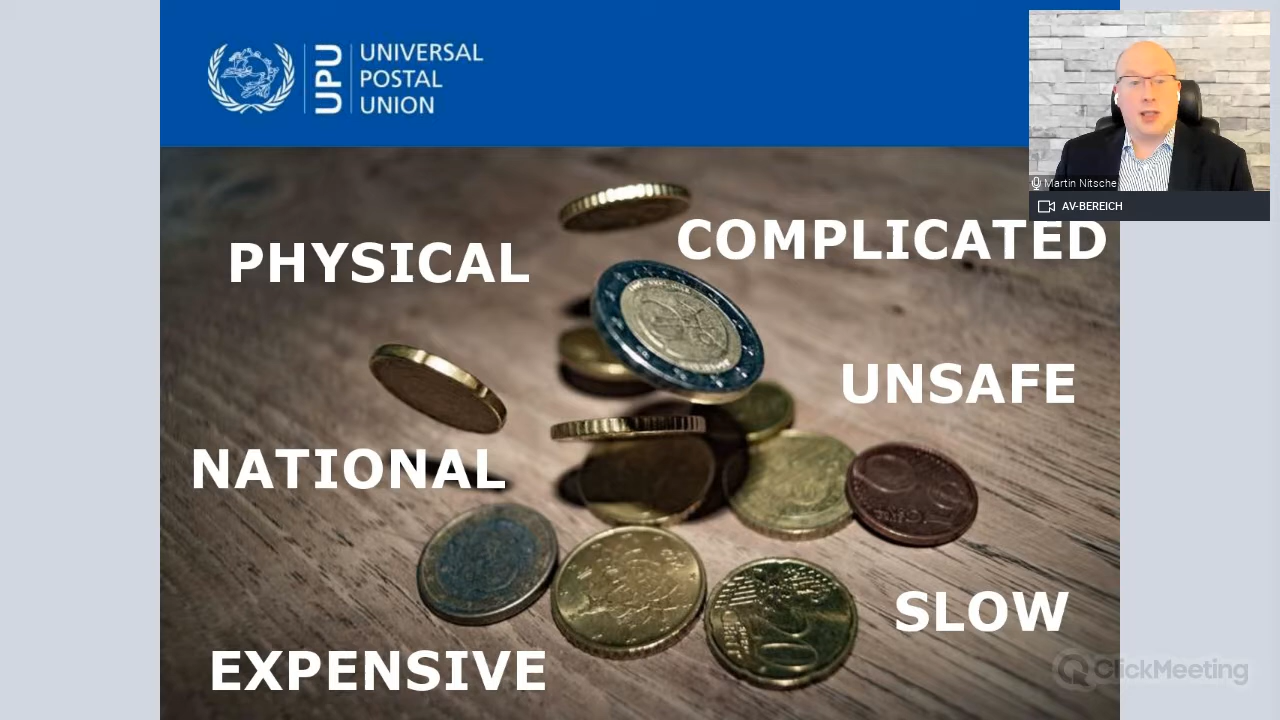 UPU
UNIVERSAL
POSTAL
UNION
Martin Nitsche
AV-BEREICH
PHYSICAL
COMPLICATED
UNSAFE
NATIONAL
SLOW
EXPENSIVE
ClickMeeting